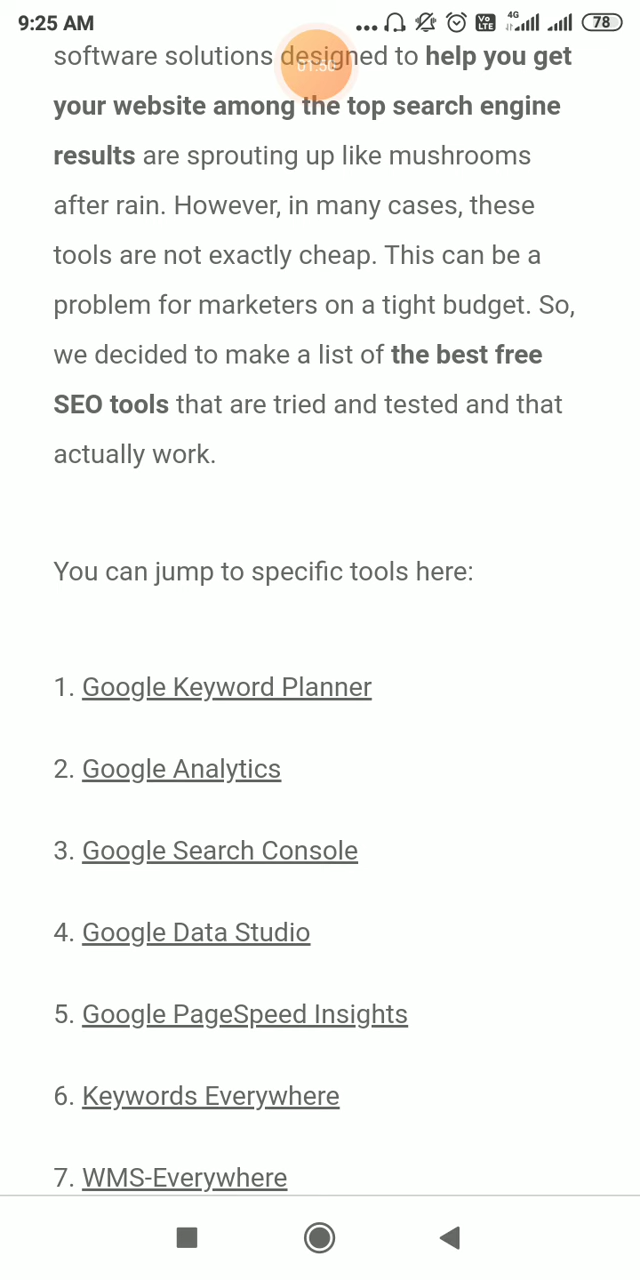 9:25 AM
4G
Vo
LTE
78
software solutions designed to help you get
your website among the top search engine
results are sprouting up like mushrooms
after rain. However, in many cases, these
tools are not exactly cheap. This can be a
problem for marketers on a tight budget. So,
we decided to make a list of the best free
SEO tools that are tried and tested and that
actually work.
You can jump to specific tools here:
1. Google Keyword Planner
2. Google Analytics
3. Google Search Console
4. Google Data Studio
5. Google PageSpeed Insights
6. Keywords Everywhere
7. WMS-Everywhere